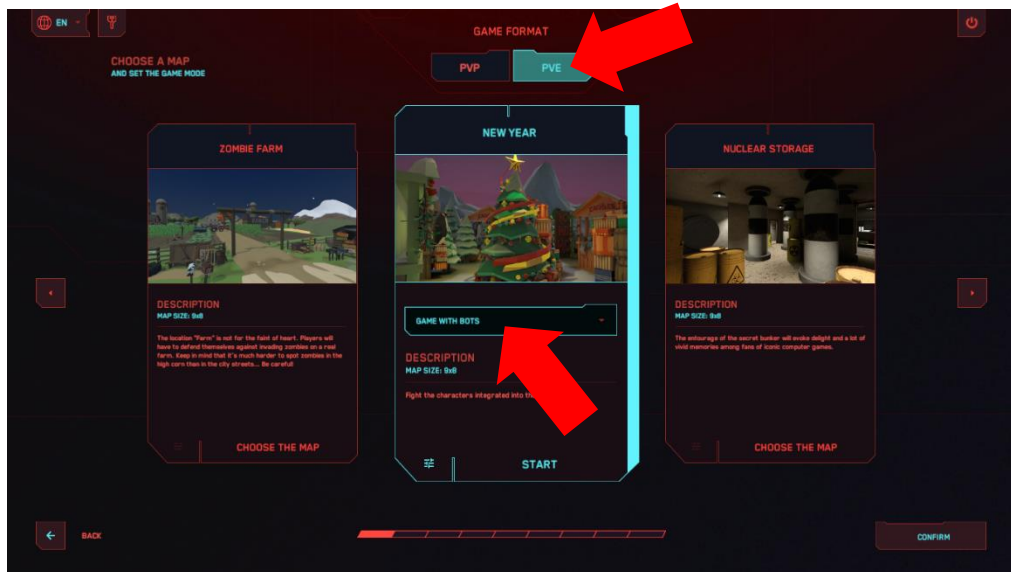 EN
GAME FORMAT
CHOOSE A MAP
AND SET THE GAME MODE
PVP
PVE
ZOMBIE FARM
DESCRIPTION
MAP SIZE: 9x8
The location "Farm" is not for the faint of heart. Players will
have to defend themselves against invading zombies on a real
farm. Keep in mind that it's much harder to spot zombies in the
high corn than in the city streets... Be careful!
CHOOSE THE MAP
NEW YEAR
GAME WITH BOTS
DESCRIPTION
MAP SIZE: 9x8
Fight the characters integrated into
START
NUCLEAR STORAGE
DESCRIPTION
MAP SIZE: 9x8
The entourage of the secret bunker will evoke delight and a lot of
vivid memories among fans of iconic computer games.
CHOOSE THE MAP
BACK
CONFIRM